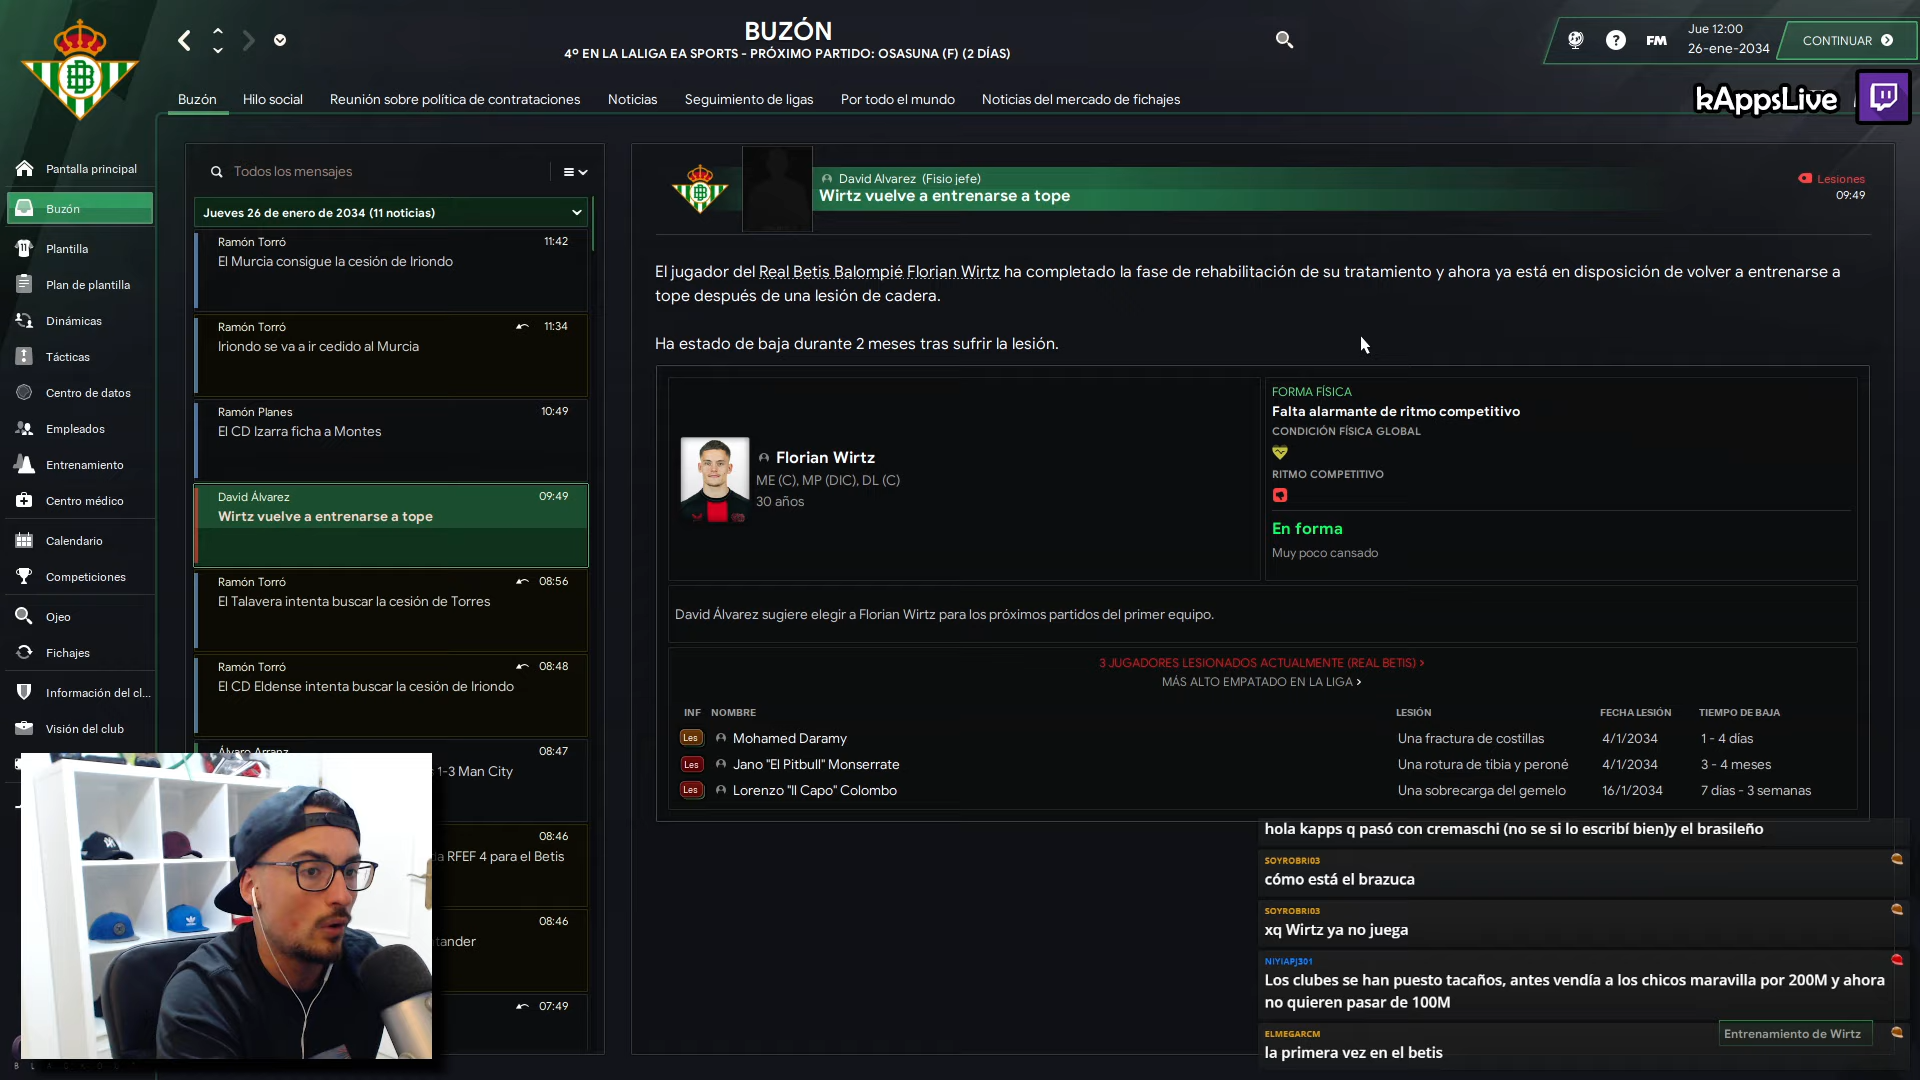 BUZÓN
4º EN LA LALIGA EA SPORTS - PRÓXIMO PARTIDO: OSASUNA (F) (2 DÍAS)
FM
Jue 12:00
26-ene-2034
CONTINUAR
kAppsLive
Buzón
Hilo social
Reunión sobre política de contrataciones
Noticias
Seguimiento de ligas
Por todo el mundo
Noticias del mercado de fichajes
Pantalla principal
Buzón
Plantilla
Plan de plantilla
Dinámicas
Tácticas
Centro de datos
Empleados
Entrenamiento
Centro médico
Calendario
Competiciones
Ojeo
Fichajes
Información del cl...
Visión del club
Todos los mensajes
Jueves 26 de enero de 2034 (11 noticias)
Ramón Torró 11:42
El Murcia consigue la cesión de Iriondo
Ramón Torró 11:34
Iriondo se va a ir cedido al Murcia
Ramón Planes 10:49
El CD Izarra ficha a Montes
David Álvarez 09:49
Wirtz vuelve a entrenarse a tope
Ramón Torró 08:56
El Talavera intenta buscar la cesión de Torres
Ramón Torró 08:48
El CD Eldense intenta buscar la cesión de Iriondo
Álvaro Arranz 08:47
1-3 Man City
08:46
RFEF 4 para el Betis
08:46
07:49
David Álvarez (Fisio jefe)
Wirtz vuelve a entrenarse a tope
Lesiones
09:49
El jugador del Real Betis Balompié Florian Wirtz ha completado la fase de rehabilitación de su tratamiento y ahora ya está en disposición de volver a entrenarse a
tope después de una lesión de cadera.
Ha estado de baja durante 2 meses tras sufrir la lesión.
Florian Wirtz
ME (C), MP (DIC), DL (C)
30 años
FORMA FÍSICA
Falta alarmante de ritmo competitivo
CONDICIÓN FÍSICA GLOBAL
RITMO COMPETITIVO
En forma
Muy poco cansado
David Álvarez sugiere elegir a Florian Wirtz para los próximos partidos del primer equipo.
3 JUGADORES LESIONADOS ACTUALMENTE (REAL BETIS) >
MÁS ALTO EMPATADO EN LA LIGA >
INF NOMBRE LESIÓN FECHA LESIÓN TIEMPO DE BAJA
Les Mohamed Daramy Una fractura de costillas 4/1/2034 1 - 4 días
Les Jano "El Pitbull" Monserrate Una rotura de tibia y peroné 4/1/2034 3 - 4 meses
Les Lorenzo "Il Capo" Colombo Una sobrecarga del gemelo 16/1/2034 7 días - 3 semanas
hola kapps q pasó con cremaschi (no se si lo escribí bien)y el brasileño
SOYROBRI03
cómo está el brazuca
SOYROBRI03
xq Wirtz ya no juega
NIYIAPJ301
Los clubes se han puesto tacaños, antes vendía a los chicos maravilla por 200M y ahora
no quieren pasar de 100M
ELMEGARCM
Entrenamiento de Wirtz
la primera vez en el betis